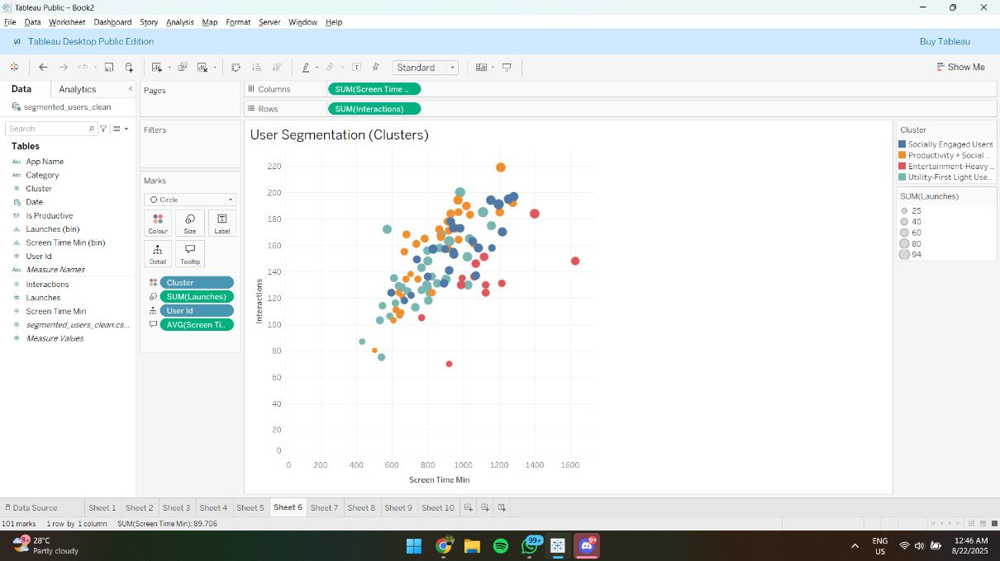 Tableau Public – Book2
File Data Worksheet Dashboard Story Analysis Map Format Server Window Help
Tableau Desktop Public Edition
Buy Tableau
Standard
Show Me
Data Analytics
segmented_users_clean
Search
Tables
Abc App Name
Abc Category
# Cluster
Date
T|F Is Productive
Launches (bin)
Screen Time Min (bin)
# User Id
Abc Measure Names
# Interactions
# Launches
# Screen Time Min
# segmented_users_clean.cs...
# Measure Values
Pages
Filters
Marks
Circle
Colour Size Label
Detail Tooltip
Cluster
SUM(Launches)
User Id
AVG(Screen Ti..
Columns
SUM(Screen Time ..
Rows
SUM(Interactions)
User Segmentation (Clusters)
220
200
180
160
140
120
100
80
60
40
20
0
Interactions
0 200 400 600 800 1000 1200 1400 1600
Screen Time Min
Cluster
Socially Engaged Users
Productivity + Social ..
Entertainment-Heavy ..
Utility-First Light Use..
SUM(Launches)
25
40
60
80
94
Data Source Sheet 1 Sheet 2 Sheet 3 Sheet 4 Sheet 5 Sheet 6 Sheet 7 Sheet 8 Sheet 9 Sheet 10
101 marks 1 row by 1 column SUM(Screen Time Min): 89.706
9+
28°C
Partly cloudy
99+
9+
ENG
US
12:46 AM
8/22/2025